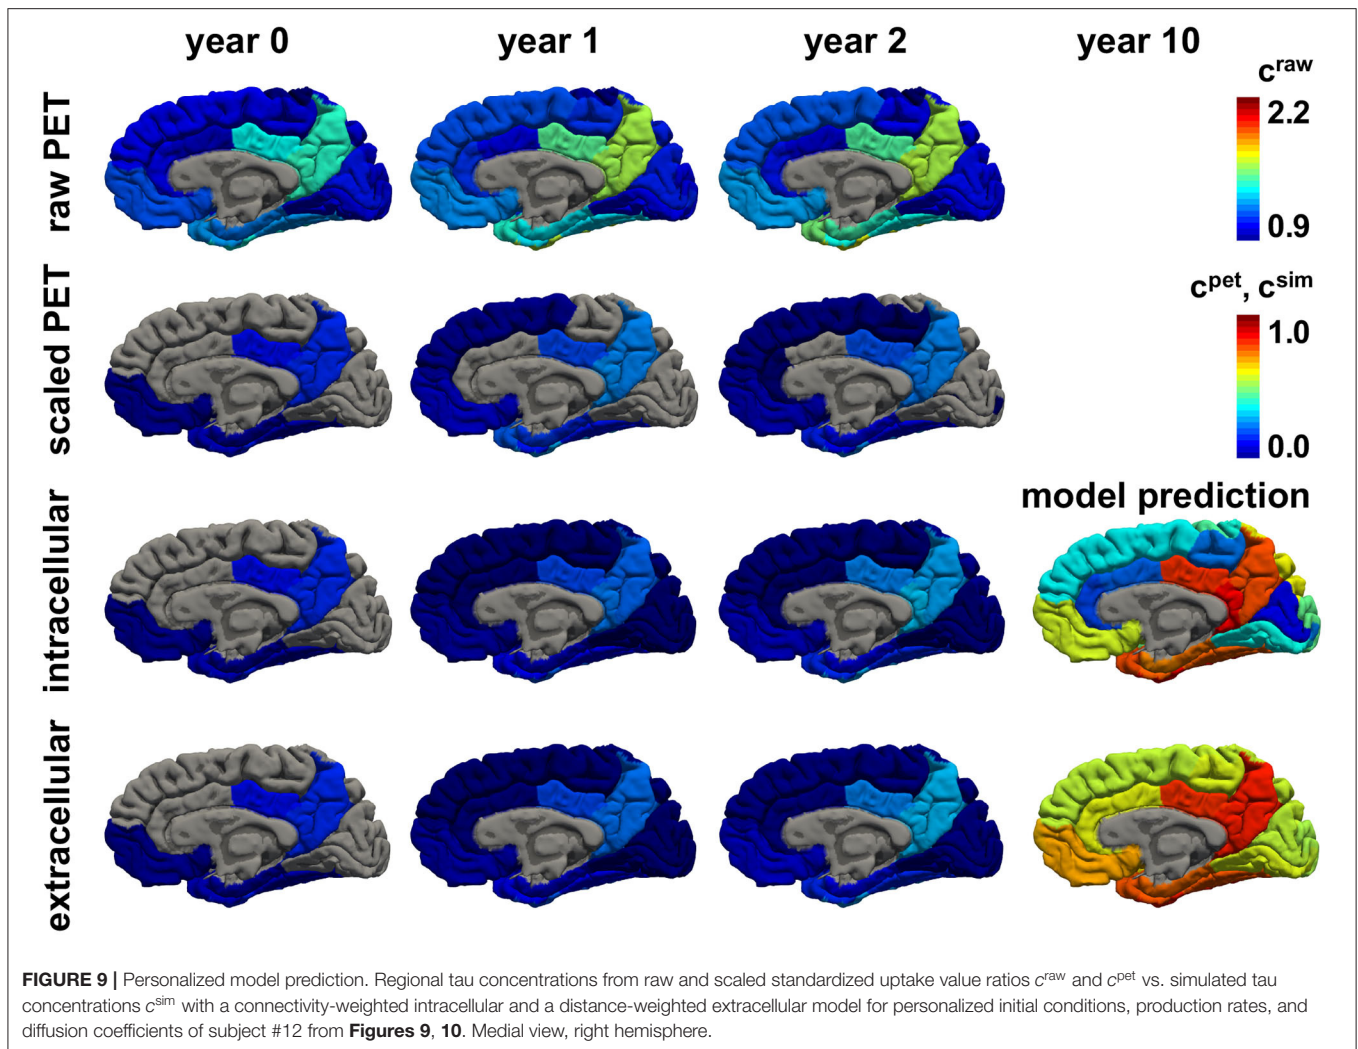 year 0 year 1 year 2 year 10
raw PET
c^raw
2.2
0.9
scaled PET
c^pet, c^sim
1.0
0.0
intracellular
model prediction
extracellular
FIGURE 9 | Personalized model prediction. Regional tau concentrations from raw and scaled standardized uptake value ratios c^raw and c^pet vs. simulated tau
concentrations c^sim with a connectivity-weighted intracellular and a distance-weighted extracellular model for personalized initial conditions, production rates, and
diffusion coefficients of subject #12 from Figures 9, 10. Medial view, right hemisphere.